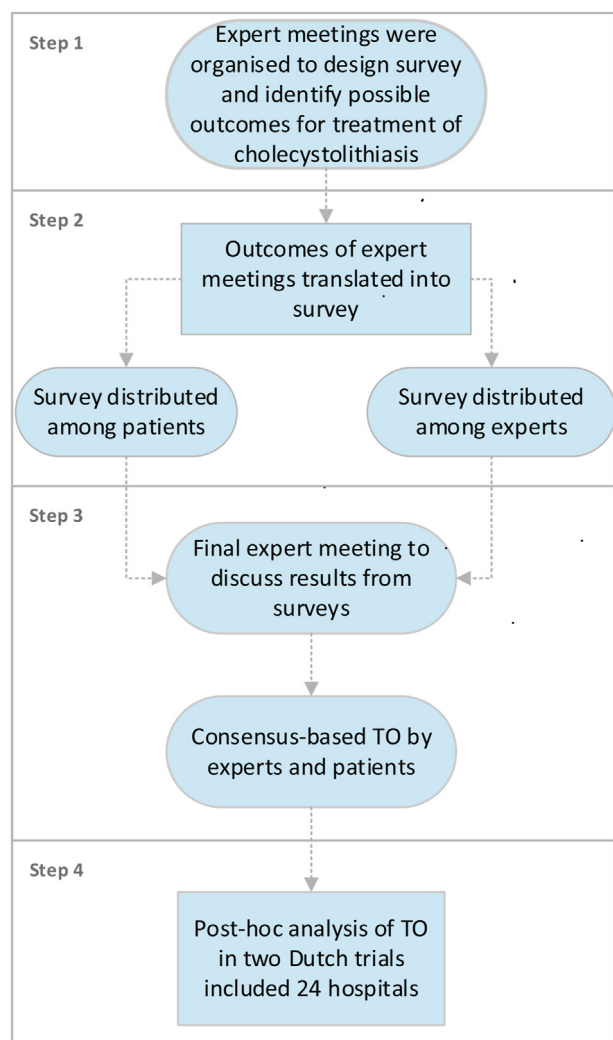 Step 1
Expert meetings were
organised to design survey
and identify possible
outcomes for treatment of
cholecystolithiasis
Step 2
Outcomes of expert
meetings translated into
survey
Survey distributed
among patients
Survey distributed
among experts
Step 3
Final expert meeting to
discuss results from
surveys
Consensus-based TO by
experts and patients
Step 4
Post-hoc analysis of TO
in two Dutch trials
included 24 hospitals